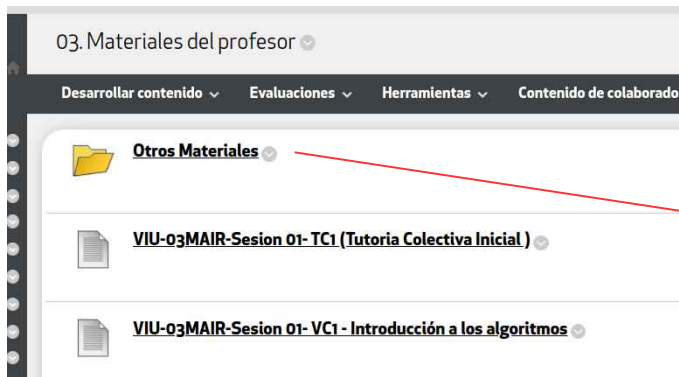 03. Materiales del profesor
Desarrollar contenido Evaluaciones Herramientas Contenido de colaborado
Otros Materiales
VIU-03MAIR-Sesion 01- TC1 (Tutoria Colectiva Inicial )
VIU-03MAIR-Sesion 01- VC1 - Introducción a los algoritmos